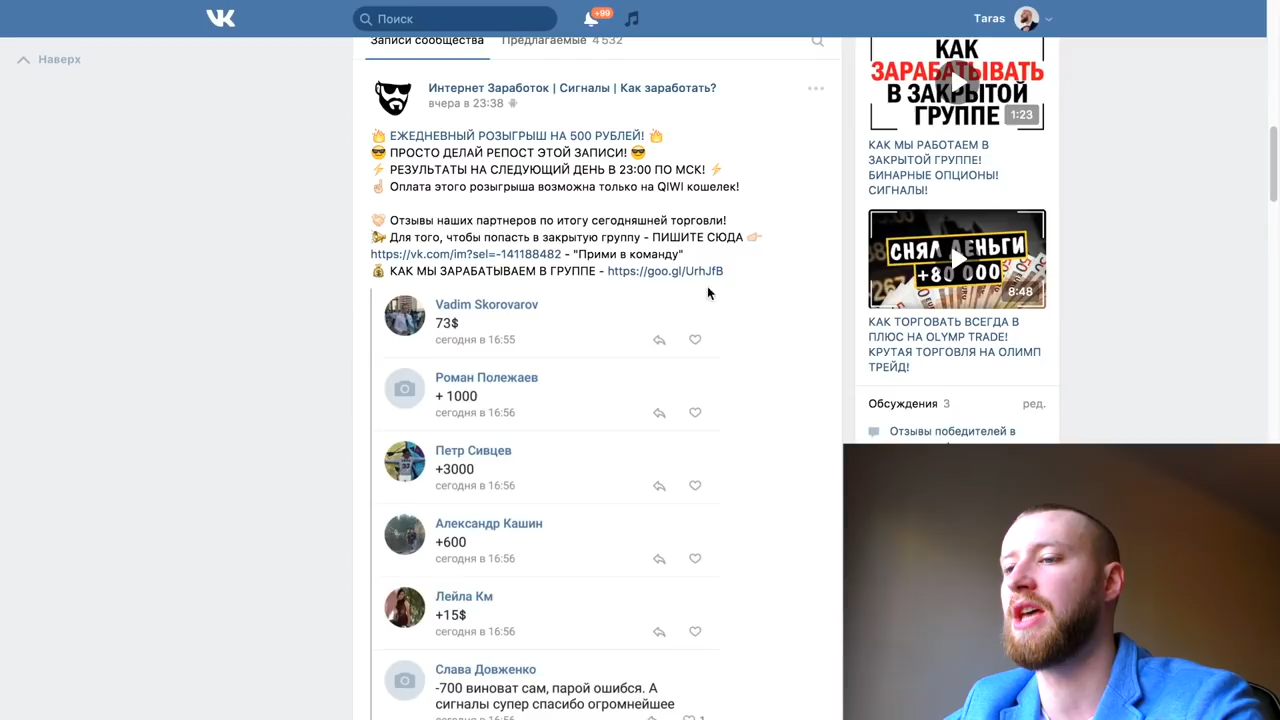 Поиск
+99
Taras
Наверх
Записи сообщества Предлагаемые 4 532
Интернет Заработок | Сигналы | Как заработать?
вчера в 23:38
ЕЖЕДНЕВНЫЙ РОЗЫГРЫШ НА 500 РУБЛЕЙ!
ПРОСТО ДЕЛАЙ РЕПОСТ ЭТОЙ ЗАПИСИ!
РЕЗУЛЬТАТЫ НА СЛЕДУЮЩИЙ ДЕНЬ В 23:00 ПО МСК!
Оплата этого розыгрыша возможна только на QIWI кошелек!
Отзывы наших партнеров по итогу сегодняшней торговли!
Для того, чтобы попасть в закрытую группу - ПИШИТЕ СЮДА
https://vk.com/im?sel=-141188482 - "Прими в команду"
КАК МЫ ЗАРАБАТЫВАЕМ В ГРУППЕ - https://goo.gl/UrhJfB
Vadim Skorovarov
73$
сегодня в 16:55
Роман Полежаев
+ 1000
сегодня в 16:56
Петр Сивцев
+3000
сегодня в 16:56
Александр Кашин
+600
сегодня в 16:56
Лейла Км
+15$
сегодня в 16:56
Слава Довженко
-700 виноват сам, парой ошибся. А
сигналы супер спасибо огромнейшее
сегодня в 16:56
1
КАК
ЗАРАБАТЫВАТЬ
В ЗАКРЫТОЙ
ГРУППЕ
1:23
КАК МЫ РАБОТАЕМ В
ЗАКРЫТОЙ ГРУППЕ!
БИНАРНЫЕ ОПЦИОНЫ!
СИГНАЛЫ!
СНЯЛ ДЕНЬГИ
+80 000
8:48
КАК ТОРГОВАТЬ ВСЕГДА В
ПЛЮС НА OLYMP TRADE!
КРУТАЯ ТОРГОВЛЯ НА ОЛИМП
ТРЕЙД!
Обсуждения 3 ред.
Отзывы победителей в